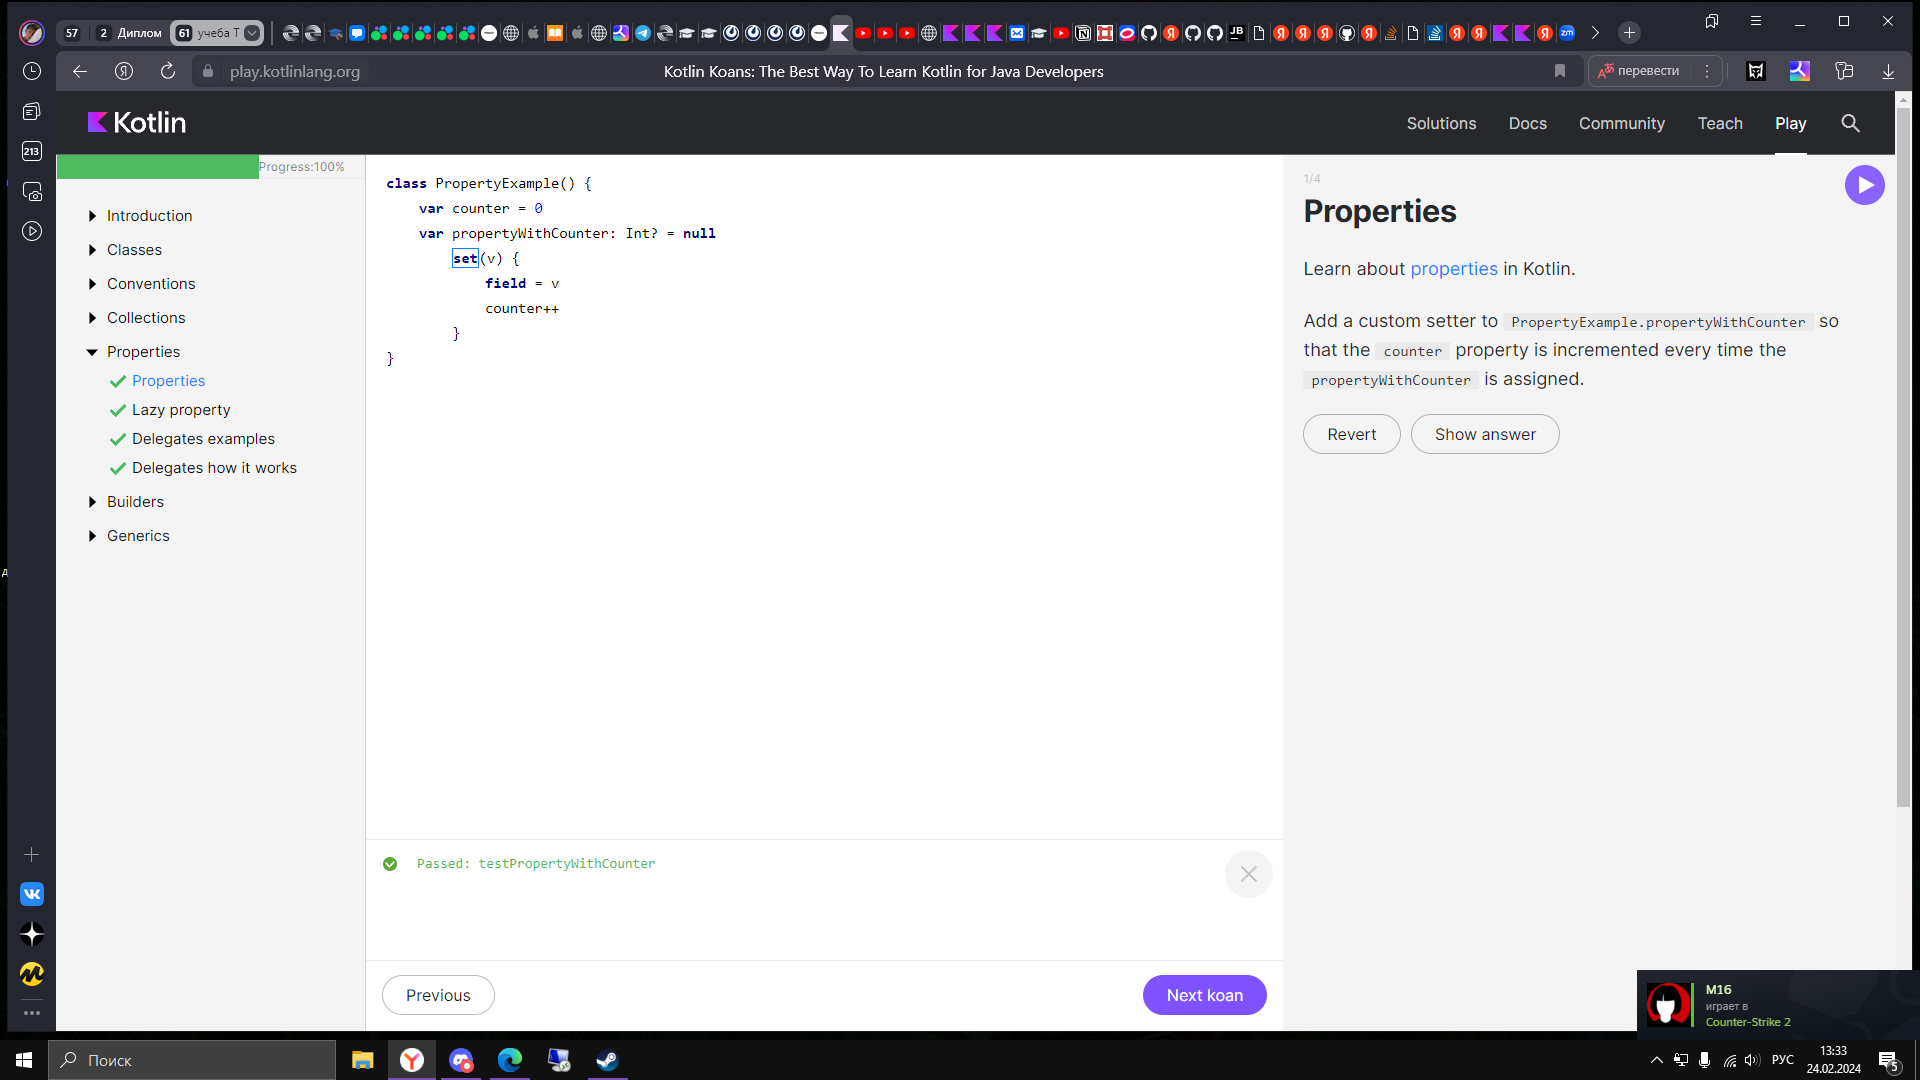 57
2 Диплом
61 учеба Т
JB
zm
play.kotlinlang.org
Kotlin Koans: The Best Way To Learn Kotlin for Java Developers
перевести
213
Kotlin
Solutions
Docs
Community
Teach
Play
Progress:100%
Introduction
Classes
Conventions
Collections
Properties
Properties
Lazy property
Delegates examples
Delegates how it works
Builders
Generics
class PropertyExample() {
var counter = 0
var propertyWithCounter: Int? = null
set(v) {
field = v
counter++
}
}
1/4
Properties
Learn about properties in Kotlin.
Add a custom setter to PropertyExample.propertyWithCounter so
that the counter property is incremented every time the
propertyWithCounter is assigned.
Revert
Show answer
Passed: testPropertyWithCounter
Previous
Next koan
M16
играет в
Counter-Strike 2
Поиск
РУС
13:33
24.02.2024
5